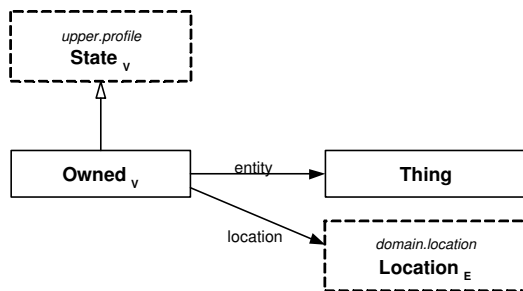 upper.profile
State V
Owned V
entity
Thing
location
domain.location
Location E